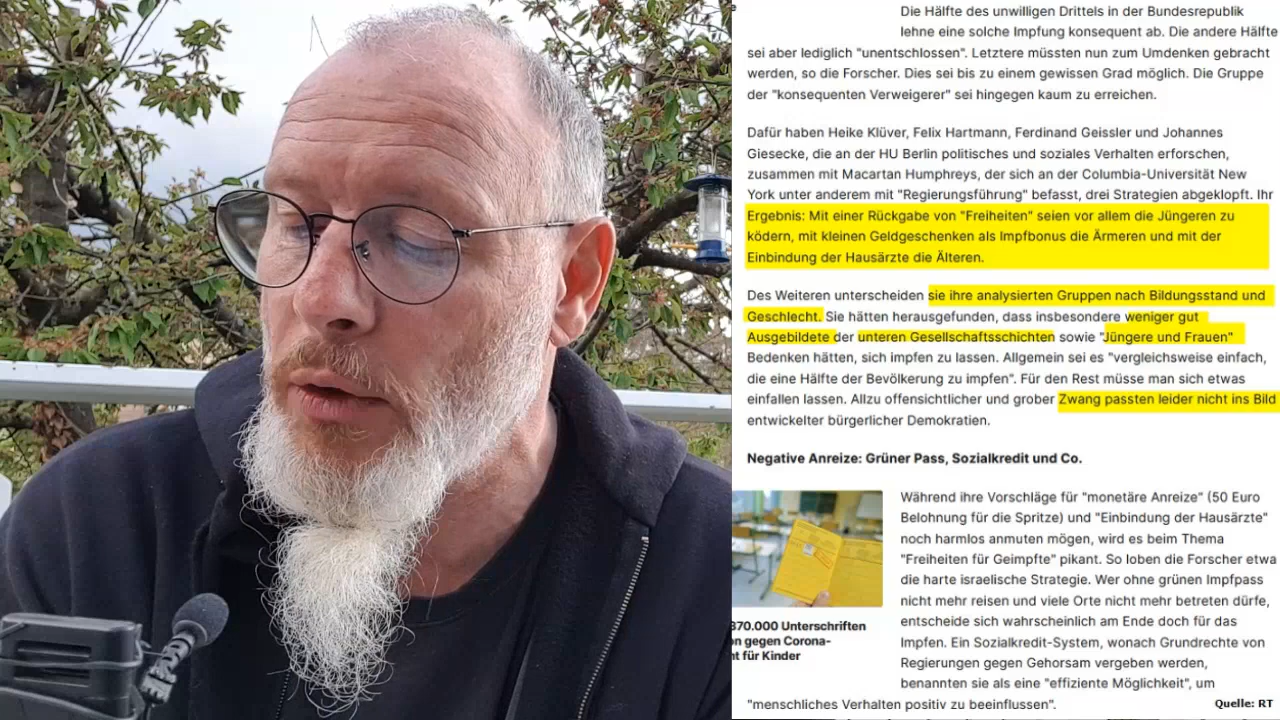 Die Hälfte des unwilligen Drittels in der Bundesrepublik
lehne eine solche Impfung konsequent ab. Die andere Hälfte
sei aber lediglich "unentschlossen". Letztere müssten nun zum Umdenken gebracht
werden, so die Forscher. Dies sei bis zu einem gewissen Grad möglich. Die Gruppe
der "konsequenten Verweigerer" sei hingegen kaum zu erreichen.
Dafür haben Heike Klüver, Felix Hartmann, Ferdinand Geissler und Johannes
Giesecke, die an der HU Berlin politisches und soziales Verhalten erforschen,
zusammen mit Macartan Humphreys, der sich an der Columbia-Universität New
York unter anderem mit "Regierungsführung" befasst, drei Strategien abgeklopft. Ihr
Ergebnis: Mit einer Rückgabe von "Freiheiten" seien vor allem die Jüngeren zu
ködern, mit kleinen Geldgeschenken als Impfbonus die Ärmeren und mit der
Einbindung der Hausärzte die Älteren.
Des Weiteren unterscheiden sie ihre analysierten Gruppen nach Bildungsstand und
Geschlecht. Sie hätten herausgefunden, dass insbesondere weniger gut
Ausgebildete der unteren Gesellschaftsschichten sowie "Jüngere und Frauen"
Bedenken hätten, sich impfen zu lassen. Allgemein sei es "vergleichsweise einfach,
die eine Hälfte der Bevölkerung zu impfen". Für den Rest müsse man sich etwas
einfallen lassen. Allzu offensichtlicher und grober Zwang passten leider nicht ins Bild
entwickelter bürgerlicher Demokratien.
Negative Anreize: Grüner Pass, Sozialkredit und Co.
Während ihre Vorschläge für "monetäre Anreize" (50 Euro
Belohnung für die Spritze) und "Einbindung der Hausärzte"
noch harmlos anmuten mögen, wird es beim Thema
"Freiheiten für Geimpfte" pikant. So loben die Forscher etwa
die harte israelische Strategie. Wer ohne grünen Impfpass
nicht mehr reisen und viele Orte nicht mehr betreten dürfe,
entscheide sich wahrscheinlich am Ende doch für das
Impfen. Ein Sozialkredit-System, wonach Grundrechte von
Regierungen gegen Gehorsam vergeben werden,
benannten sie als eine "effiziente Möglichkeit", um
"menschliches Verhalten positiv zu beeinflussen".
370.000 Unterschriften
on gegen Corona-
ht für Kinder
Quelle: RT